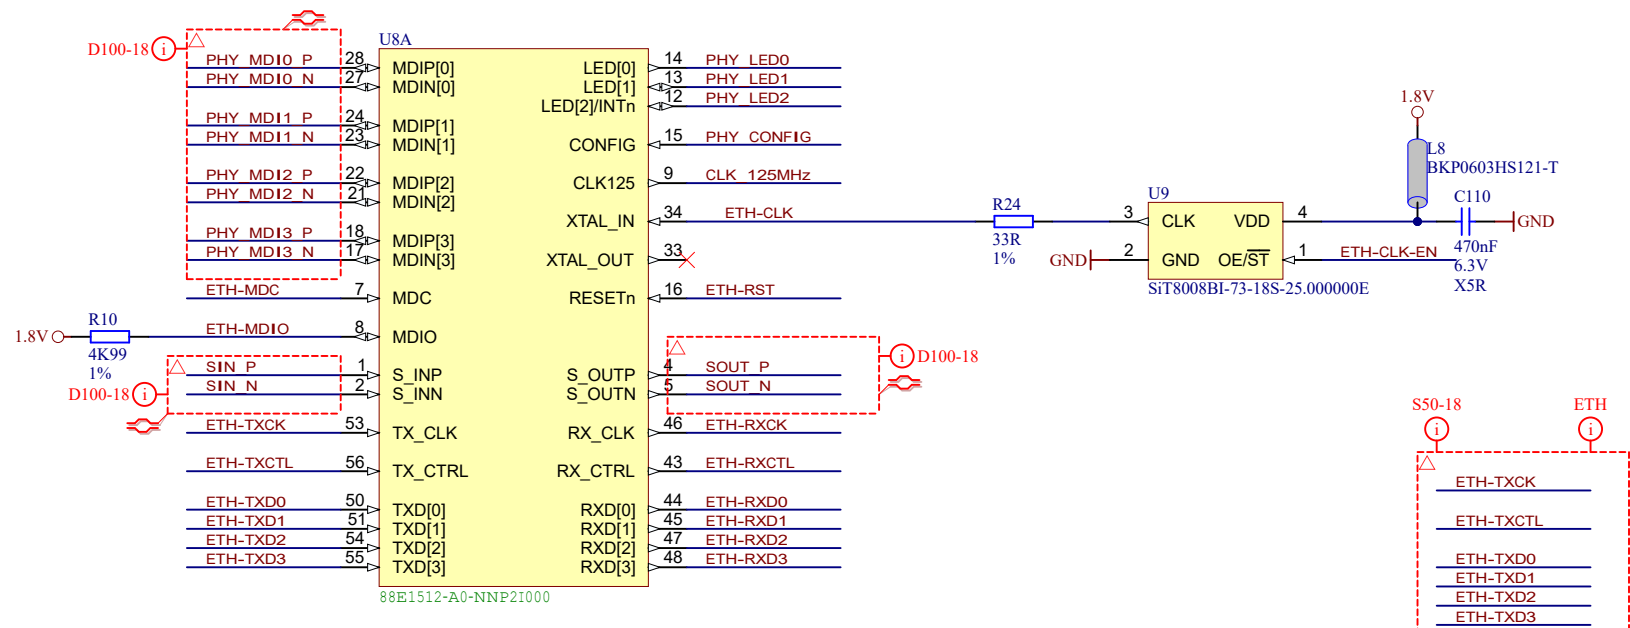 U8A
D100-18
PHY_MDI0_P 28 MDIP[0] LED[0] 14 PHY_LED0
PHY_MDI0_N 27 MDIN[0] LED[1] 13 PHY_LED1
LED[2]/INTn 12 PHY_LED2
PHY_MDI1_P 24 MDIP[1]
PHY_MDI1_N 23 MDIN[1] CONFIG 15 PHY_CONFIG
PHY_MDI2_P 22 MDIP[2] CLK125 9 CLK_125MHz
PHY_MDI2_N 21 MDIN[2]
XTAL_IN 34 ETH-CLK
PHY_MDI3_P 18 MDIP[3]
PHY_MDI3_N 17 MDIN[3] XTAL_OUT 33
ETH-MDC 7 MDC RESETn 16 ETH-RST
R10
1.8V ETH-MDIO 8 MDIO
4K99
1%
SIN_P 1 S_INP S_OUTP 4 SOUT_P
SIN_N 2 S_INN S_OUTN 5 SOUT_N
D100-18
D100-18
ETH-TXCK 53 TX_CLK RX_CLK 46 ETH-RXCK
ETH-TXCTL 56 TX_CTRL RX_CTRL 43 ETH-RXCTL
ETH-TXD0 50 TXD[0] RXD[0] 44 ETH-RXD0
ETH-TXD1 51 TXD[1] RXD[1] 45 ETH-RXD1
ETH-TXD2 54 TXD[2] RXD[2] 47 ETH-RXD2
ETH-TXD3 55 TXD[3] RXD[3] 48 ETH-RXD3
88E1512-A0-NNP2I000
1.8V
L8
BKP0603HS121-T
R24
33R
1%
U9
3 CLK VDD 4
GND 2 GND OE/ST 1 ETH-CLK-EN
SiT8008BI-73-18S-25.000000E
C110
GND
470nF
6.3V
X5R
S50-18 ETH
ETH-TXCK
ETH-TXCTL
ETH-TXD0
ETH-TXD1
ETH-TXD2
ETH-TXD3